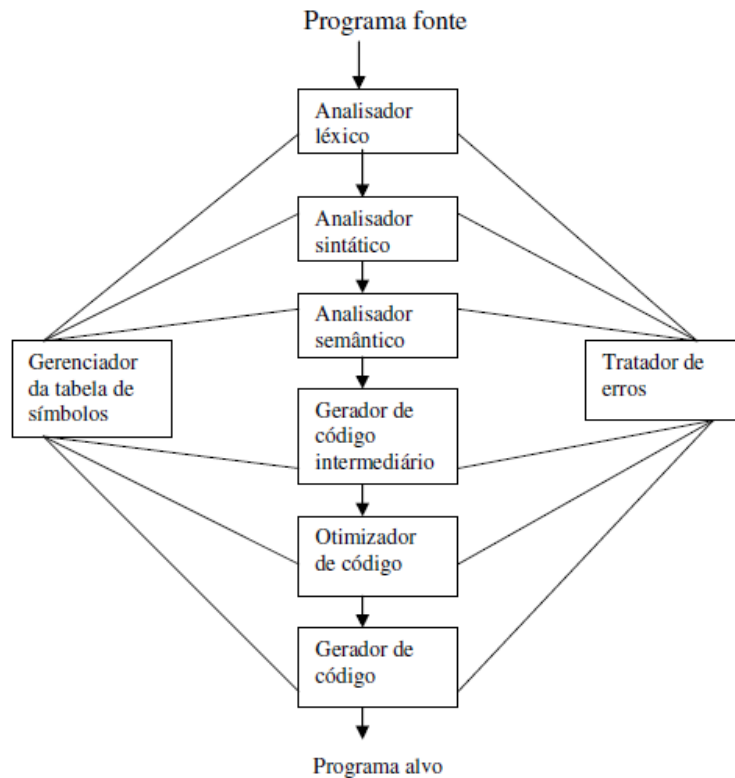 Programa fonte
Analisador
léxico
Analisador
sintático
Analisador
semântico
Gerenciador
da tabela de
símbolos
Tratador de
erros
Gerador de
código
intermediário
Otimizador
de código
Gerador de
código
Programa alvo